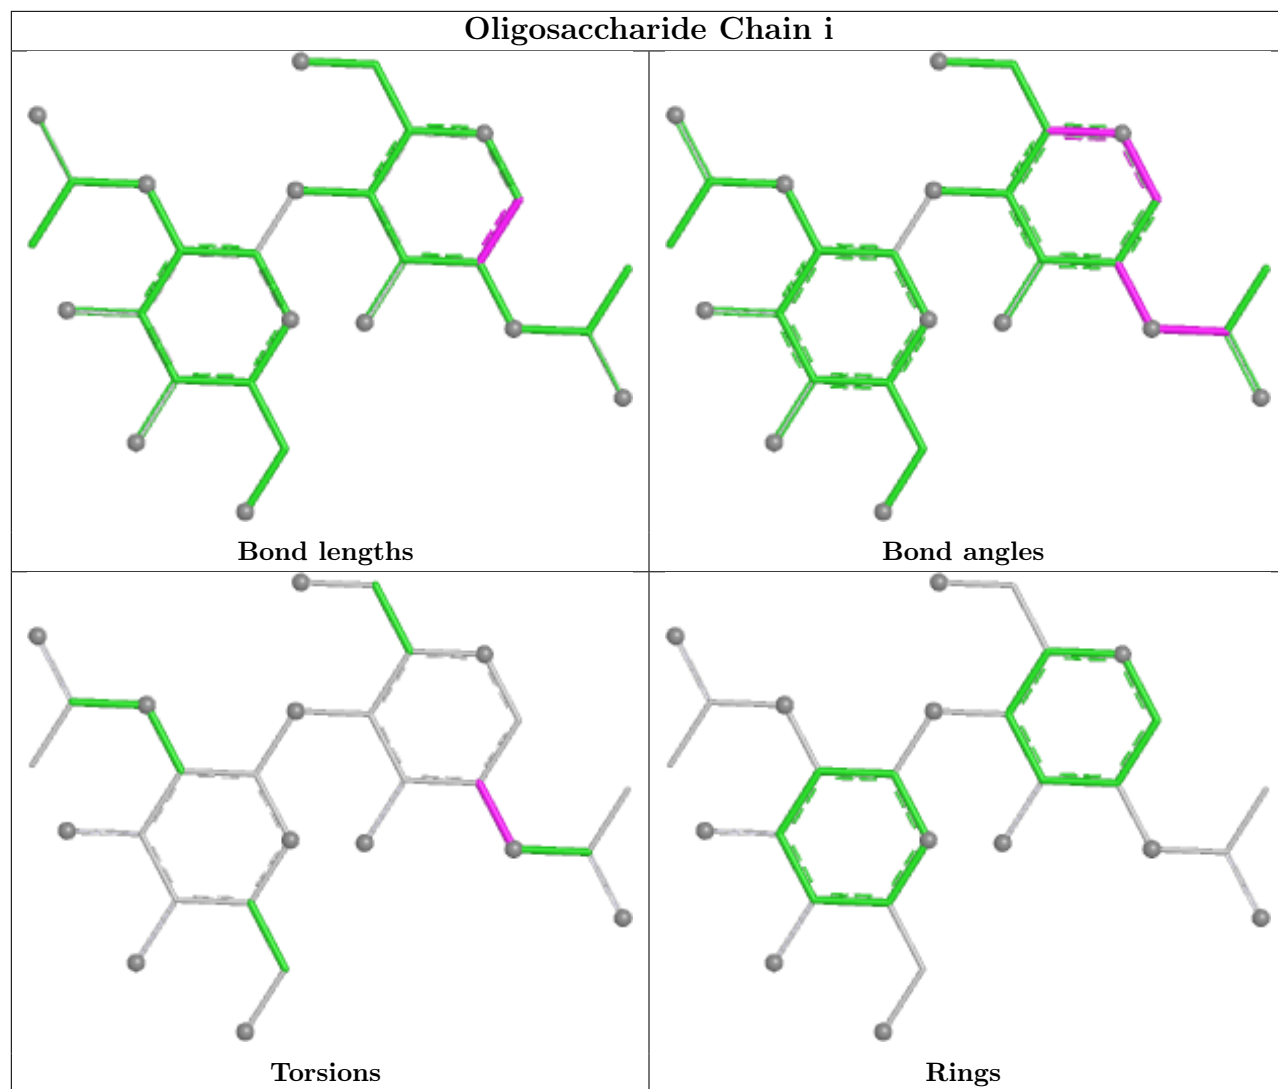 Oligosaccharide Chain i
Bond lengths
Bond angles
Torsions
Rings